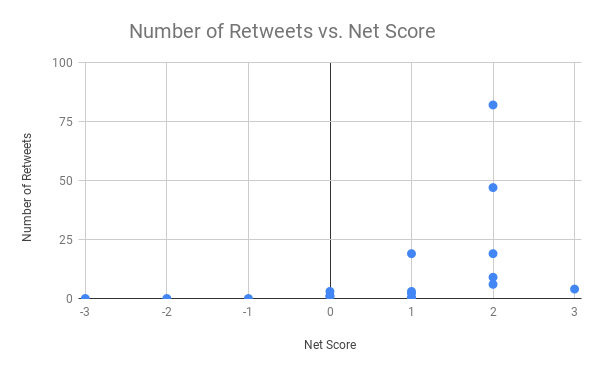 Number of Retweets vs. Net Score
100
75
50
25
0
Number of Retweets
-3 -2 -1 0 1 2 3
Net Score